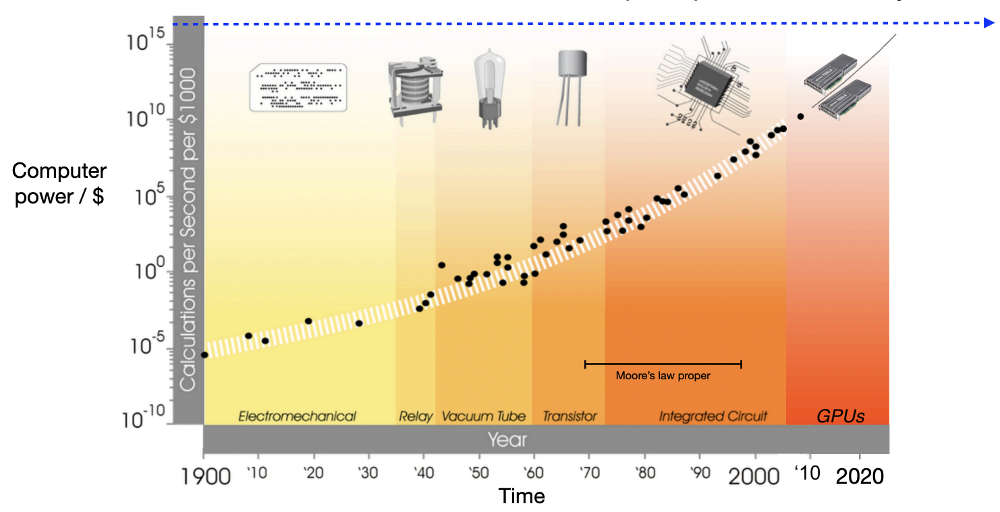 10^15
10^10
10^5
10^0
10^-5
10^-10
Computer
power / $
Calculations per Second per $1000
TESLA
TESLA
Moore's law proper
Electromechanical
Relay
Vacuum Tube
Transistor
Integrated Circuit
GPUs
Year
1900
'10
'20
'30
'40
'50
'60
'70
'80
'90
2000
'10
2020
Time